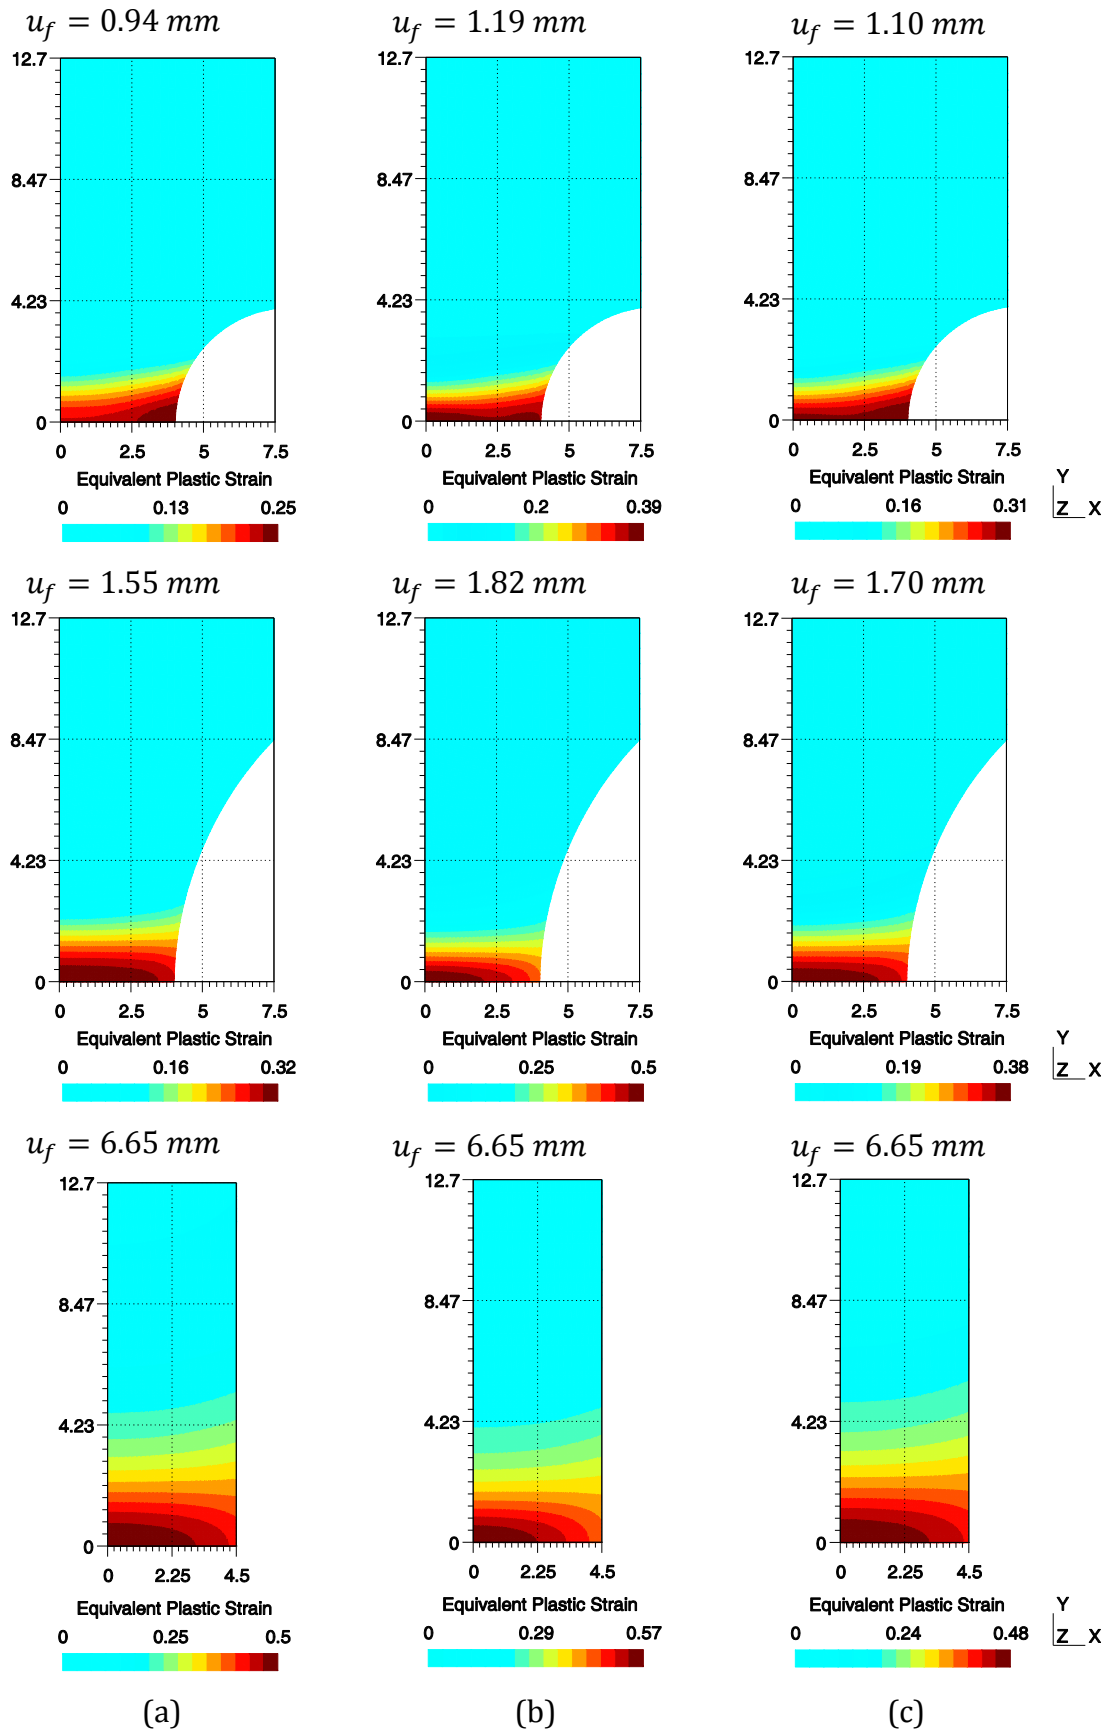 u_f = 0.94 mm
u_f = 1.19 mm
u_f = 1.10 mm
12.7
8.47
4.23
0
0 2.5 5 7.5
Equivalent Plastic Strain
0 0.13 0.25
12.7
8.47
4.23
0
0 2.5 5 7.5
Equivalent Plastic Strain
0 0.2 0.39
12.7
8.47
4.23
0
0 2.5 5 7.5
Equivalent Plastic Strain
0 0.16 0.31
Y
Z X
u_f = 1.55 mm
u_f = 1.82 mm
u_f = 1.70 mm
12.7
8.47
4.23
0
0 2.5 5 7.5
Equivalent Plastic Strain
0 0.16 0.32
12.7
8.47
4.23
0
0 2.5 5 7.5
Equivalent Plastic Strain
0 0.25 0.5
12.7
8.47
4.23
0
0 2.5 5 7.5
Equivalent Plastic Strain
0 0.19 0.38
Y
Z X
u_f = 6.65 mm
u_f = 6.65 mm
u_f = 6.65 mm
12.7
8.47
4.23
0
0 2.25 4.5
Equivalent Plastic Strain
0 0.25 0.5
12.7
8.47
4.23
0
0 2.25 4.5
Equivalent Plastic Strain
0 0.29 0.57
12.7
8.47
4.23
0
0 2.25 4.5
Equivalent Plastic Strain
0 0.24 0.48
Y
Z X
(a)
(b)
(c)